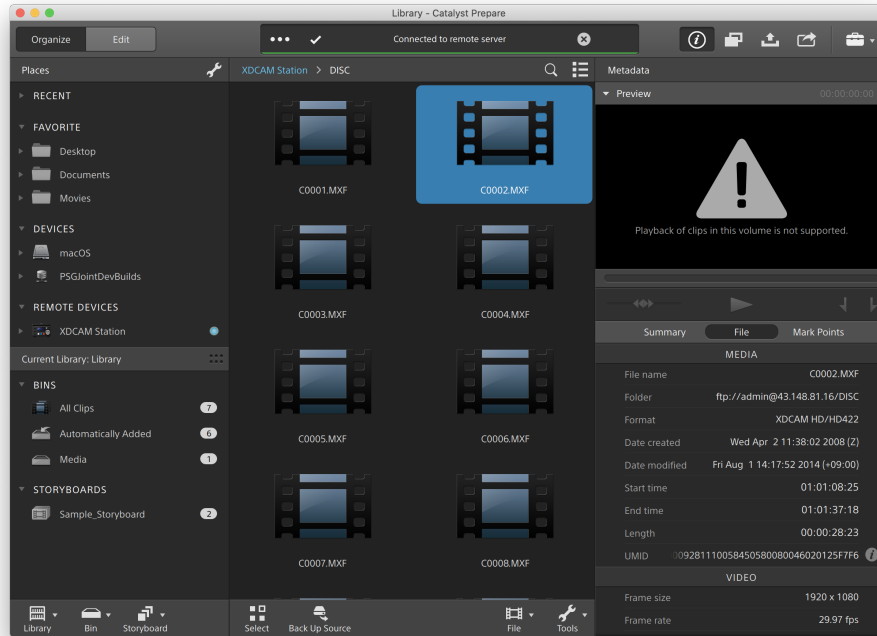 Library - Catalyst Prepare
Organize Edit
Connected to remote server
Places
XDCAM Station > DISC
Metadata
RECENT
FAVORITE
Desktop
Documents
Movies
DEVICES
macOS
PSGJointDevBuilds
REMOTE DEVICES
XDCAM Station
Current Library: Library
BINS
All Clips 7
Automatically Added 6
Media 1
STORYBOARDS
Sample_Storyboard 2
C0001.MXF
C0002.MXF
C0003.MXF
C0004.MXF
C0005.MXF
C0006.MXF
C0007.MXF
C0008.MXF
Preview 00:00:00:00
Playback of clips in this volume is not supported.
Summary File Mark Points
MEDIA
File name C0002.MXF
Folder ftp://admin@43.148.81.16/DISC
Format XDCAM HD/HD422
Date created Wed Apr 2 11:38:02 2008 (Z)
Date modified Fri Aug 1 14:17:52 2014 (+09:00)
Start time 01:01:08:25
End time 01:01:37:18
Length 00:00:28:23
UMID 009281110058450580080046020125F7F6
VIDEO
Frame size 1920 x 1080
Frame rate 29.97 fps
Library Bin Storyboard
Select Back Up Source
File Tools